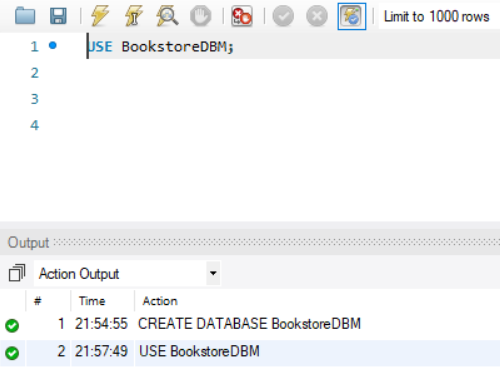 Limit to 1000 rows
1 USE BookstoreDBM;
2
3
4
Output
Action Output
# Time Action
1 21:54:55 CREATE DATABASE BookstoreDBM
2 21:57:49 USE BookstoreDBM